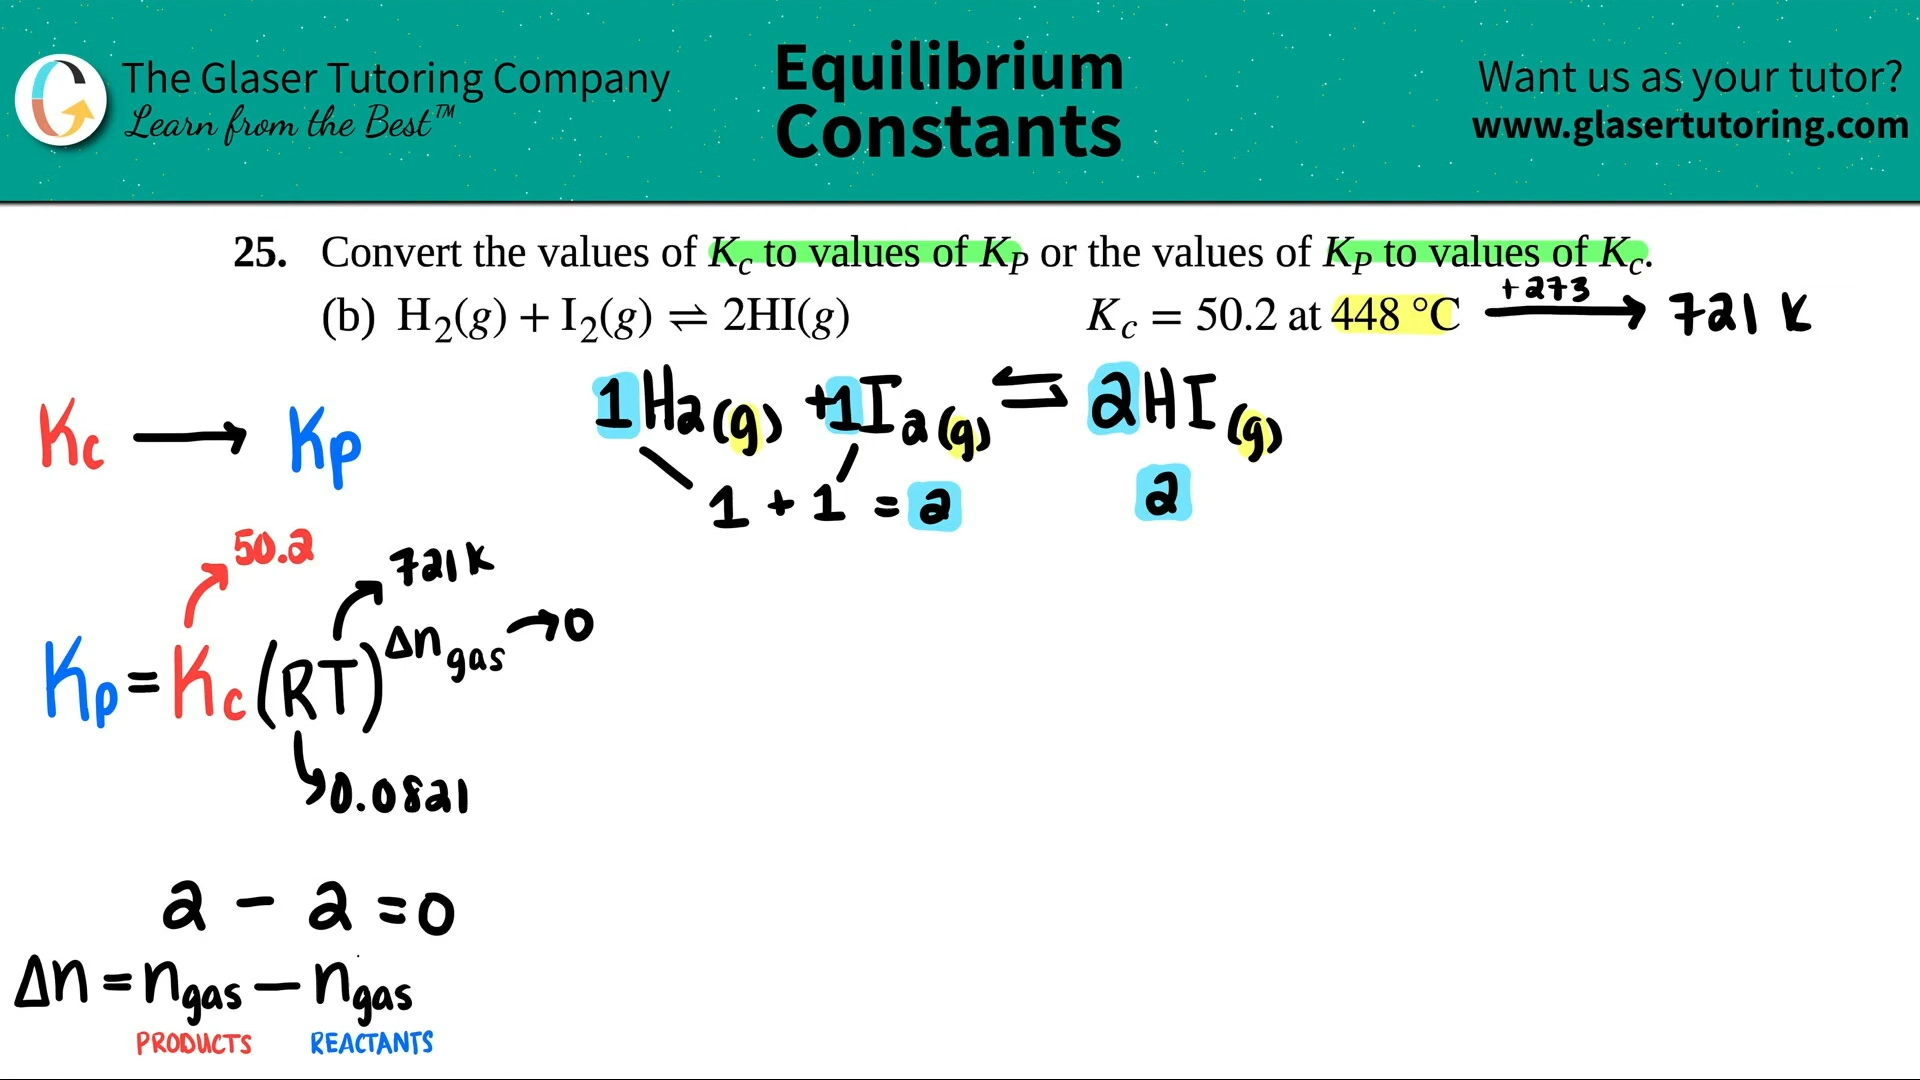 The Glaser Tutoring Company
Learn from the Best™
Equilibrium
Constants
Want us as your tutor?
www.glasertutoring.com
25. Convert the values of Kc to values of KP or the values of KP to values of Kc.
(b) H2(g) + I2(g) ⇌ 2HI(g) Kc = 50.2 at 448 °C +273 → 721 K
1H2(g) + 1I2(g) ⇌ 2HI(g)
Kc → Kp
1 + 1 = 2 2
50.2
721 K
Kp = Kc (RT)^Δn gas → 0
0.0821
2 − 2 = 0
Δn = ngas − ngas
PRODUCTS REACTANTS